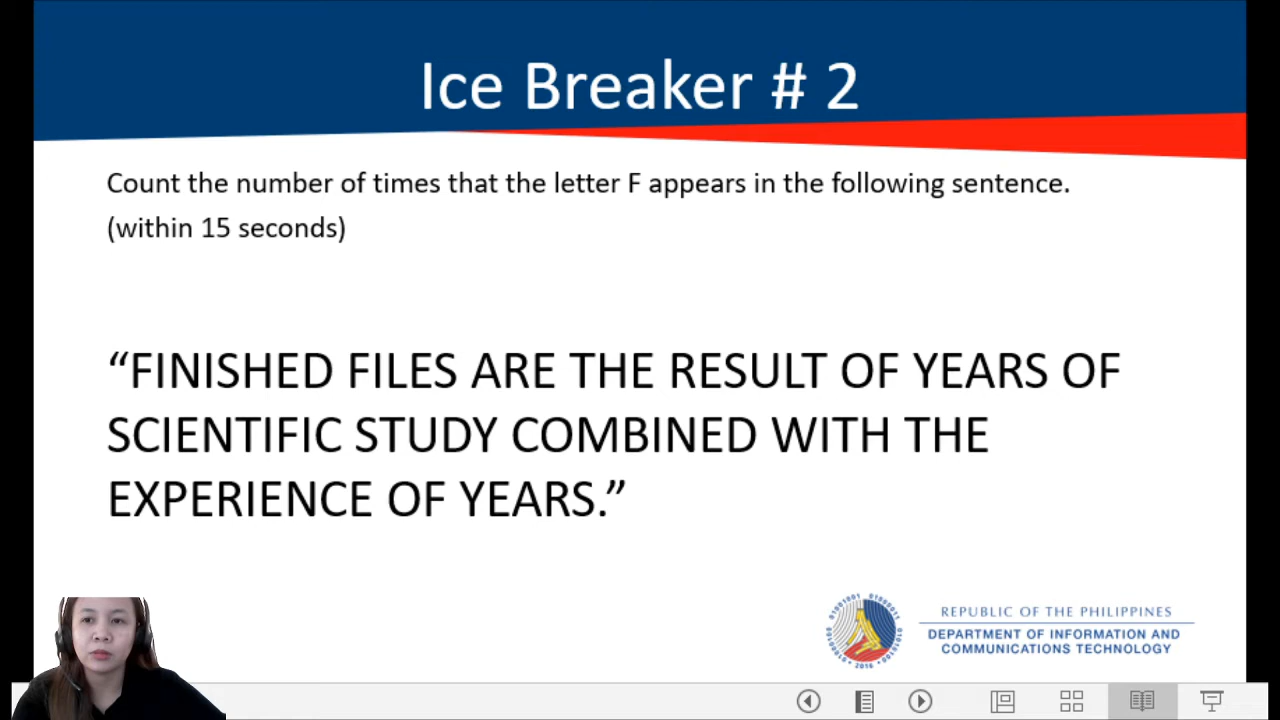 Ice Breaker # 2
Count the number of times that the letter F appears in the following sentence.
(within 15 seconds)
“FINISHED FILES ARE THE RESULT OF YEARS OF
SCIENTIFIC STUDY COMBINED WITH THE
EXPERIENCE OF YEARS.”
REPUBLIC OF THE PHILIPPINES
DEPARTMENT OF INFORMATION AND
COMMUNICATIONS TECHNOLOGY
2016